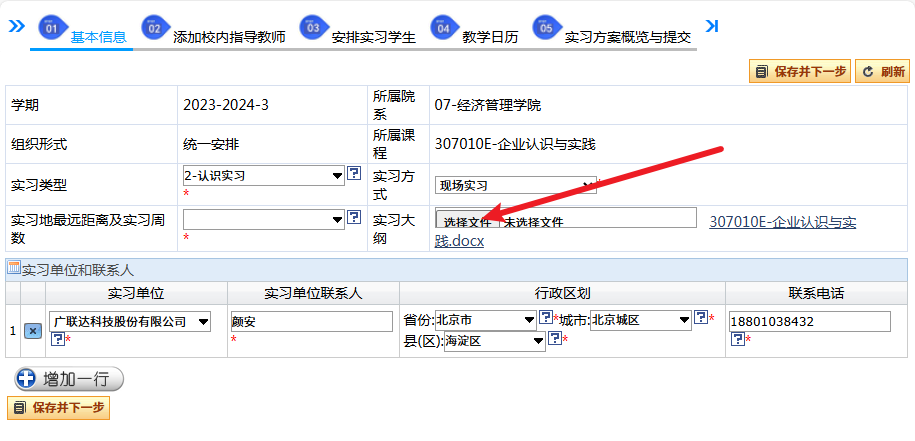 01 基本信息 02 添加校内指导教师 03 安排实习学生 04 教学日历 05 实习方案概览与提交
保存并下一步 刷新
学期 2023-2024-3 所属院系 07-经济管理学院
组织形式 统一安排 所属课程 307010E-企业认识与实践
实习类型 2-认识实习 ? * 实习方式 现场实习
实习地最远距离及实习周数 ? * 实习大纲 选择文件 未选择文件 307010E-企业认识与实践.docx
实习单位和联系人
实习单位 实习单位联系人 行政区划 联系电话
1 广联达科技股份有限公司 ?* 颜安 * 省份:北京市 ?*城市:北京城区 ?* 18801038432
县(区):海淀区 ?* ?*
增加一行
保存并下一步